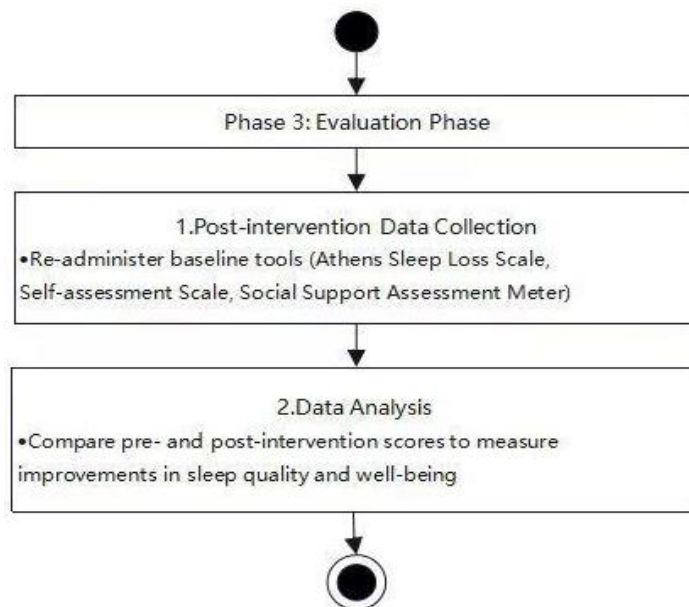 Phase 3: Evaluation Phase
1.Post-intervention Data Collection
•Re-administer baseline tools (Athens Sleep Loss Scale,
Self-assessment Scale, Social Support Assessment Meter)
2.Data Analysis
•Compare pre- and post-intervention scores to measure
improvements in sleep quality and well-being